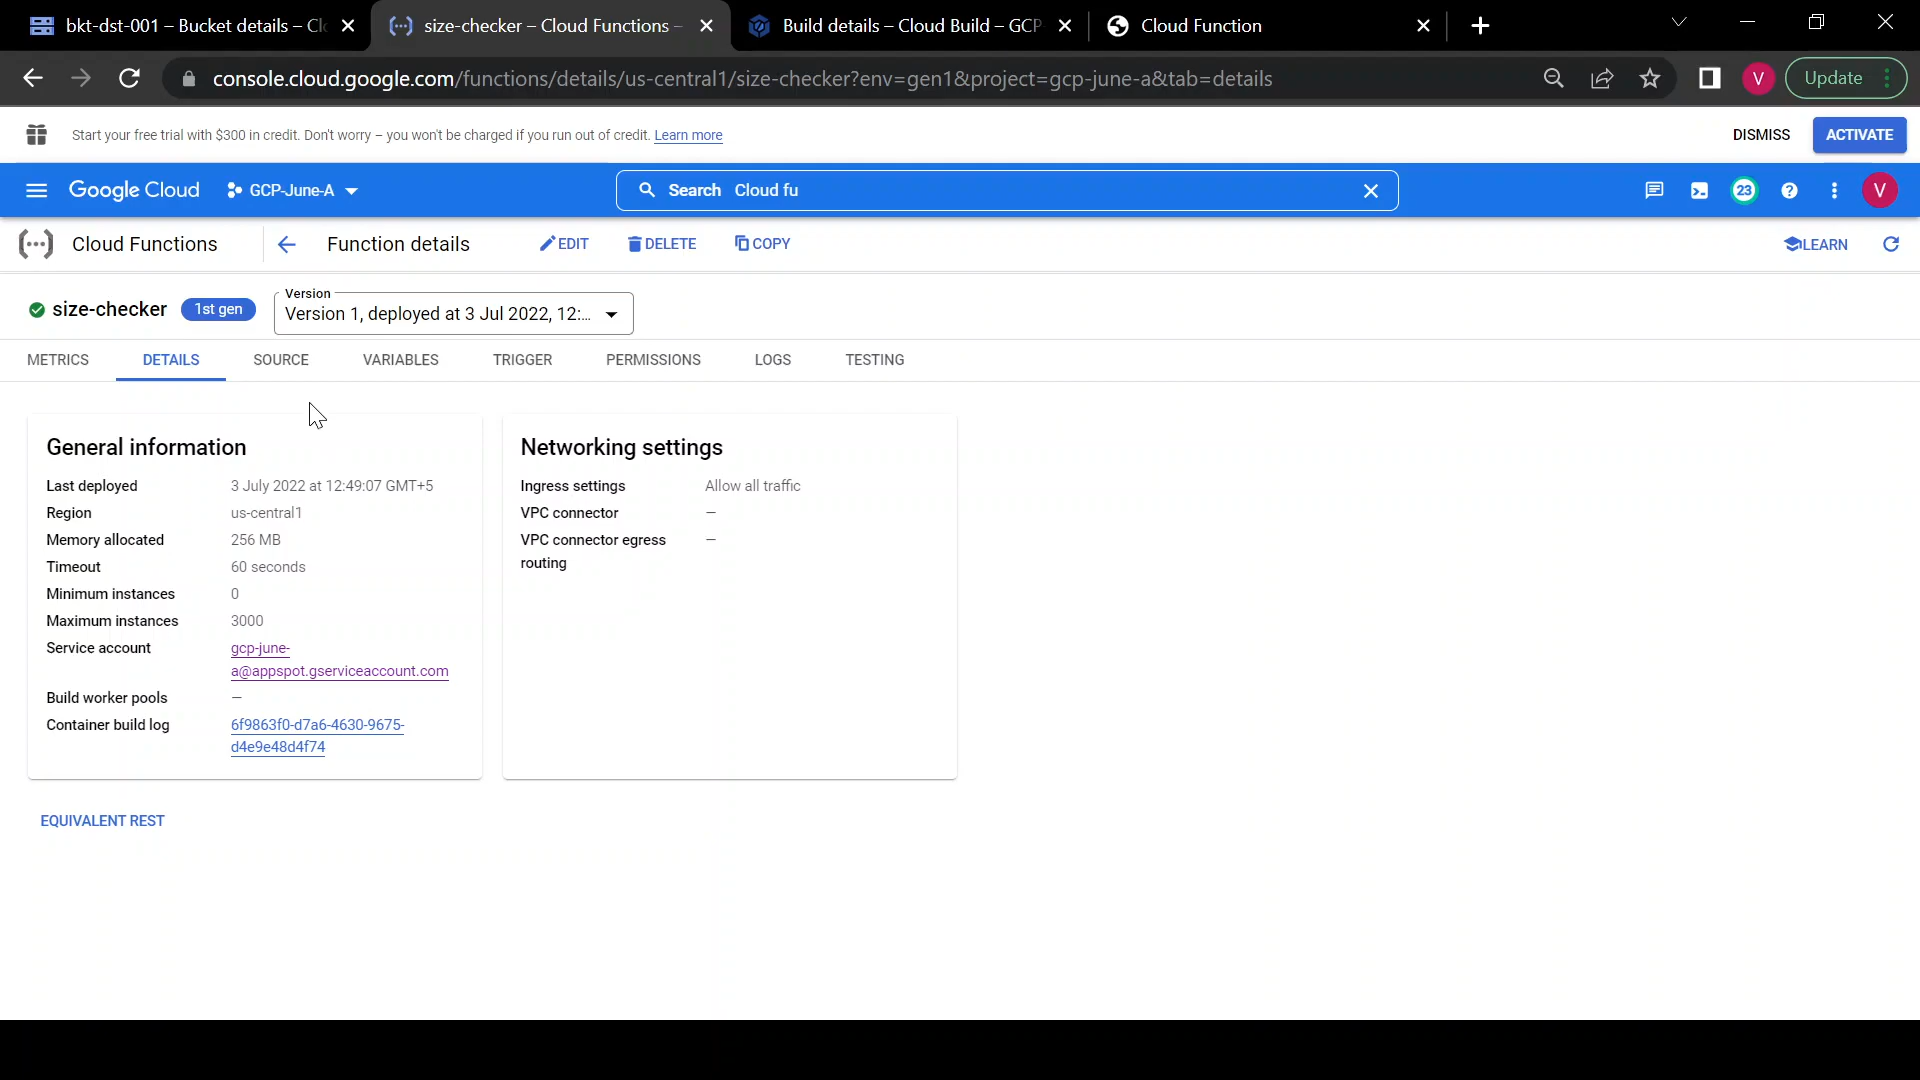 bkt-dst-001 – Bucket details – Cl
size-checker – Cloud Functions –
Build details – Cloud Build – GCP
Cloud Function
console.cloud.google.com/functions/details/us-central1/size-checker?env=gen1&project=gcp-june-a&tab=details
V
Update
Start your free trial with $300 in credit. Don't worry – you won't be charged if you run out of credit. Learn more
DISMISS
ACTIVATE
Google Cloud
GCP-June-A
Search Cloud fu
23
V
Cloud Functions
Function details
EDIT
DELETE
COPY
LEARN
size-checker
1st gen
Version
Version 1, deployed at 3 Jul 2022, 12:...
METRICS
DETAILS
SOURCE
VARIABLES
TRIGGER
PERMISSIONS
LOGS
TESTING
General information
Last deployed 3 July 2022 at 12:49:07 GMT+5
Region us-central1
Memory allocated 256 MB
Timeout 60 seconds
Minimum instances 0
Maximum instances 3000
Service account gcp-june-
a@appspot.gserviceaccount.com
Build worker pools –
Container build log 6f9863f0-d7a6-4630-9675-
d4e9e48d4f74
Networking settings
Ingress settings Allow all traffic
VPC connector –
VPC connector egress –
routing
EQUIVALENT REST